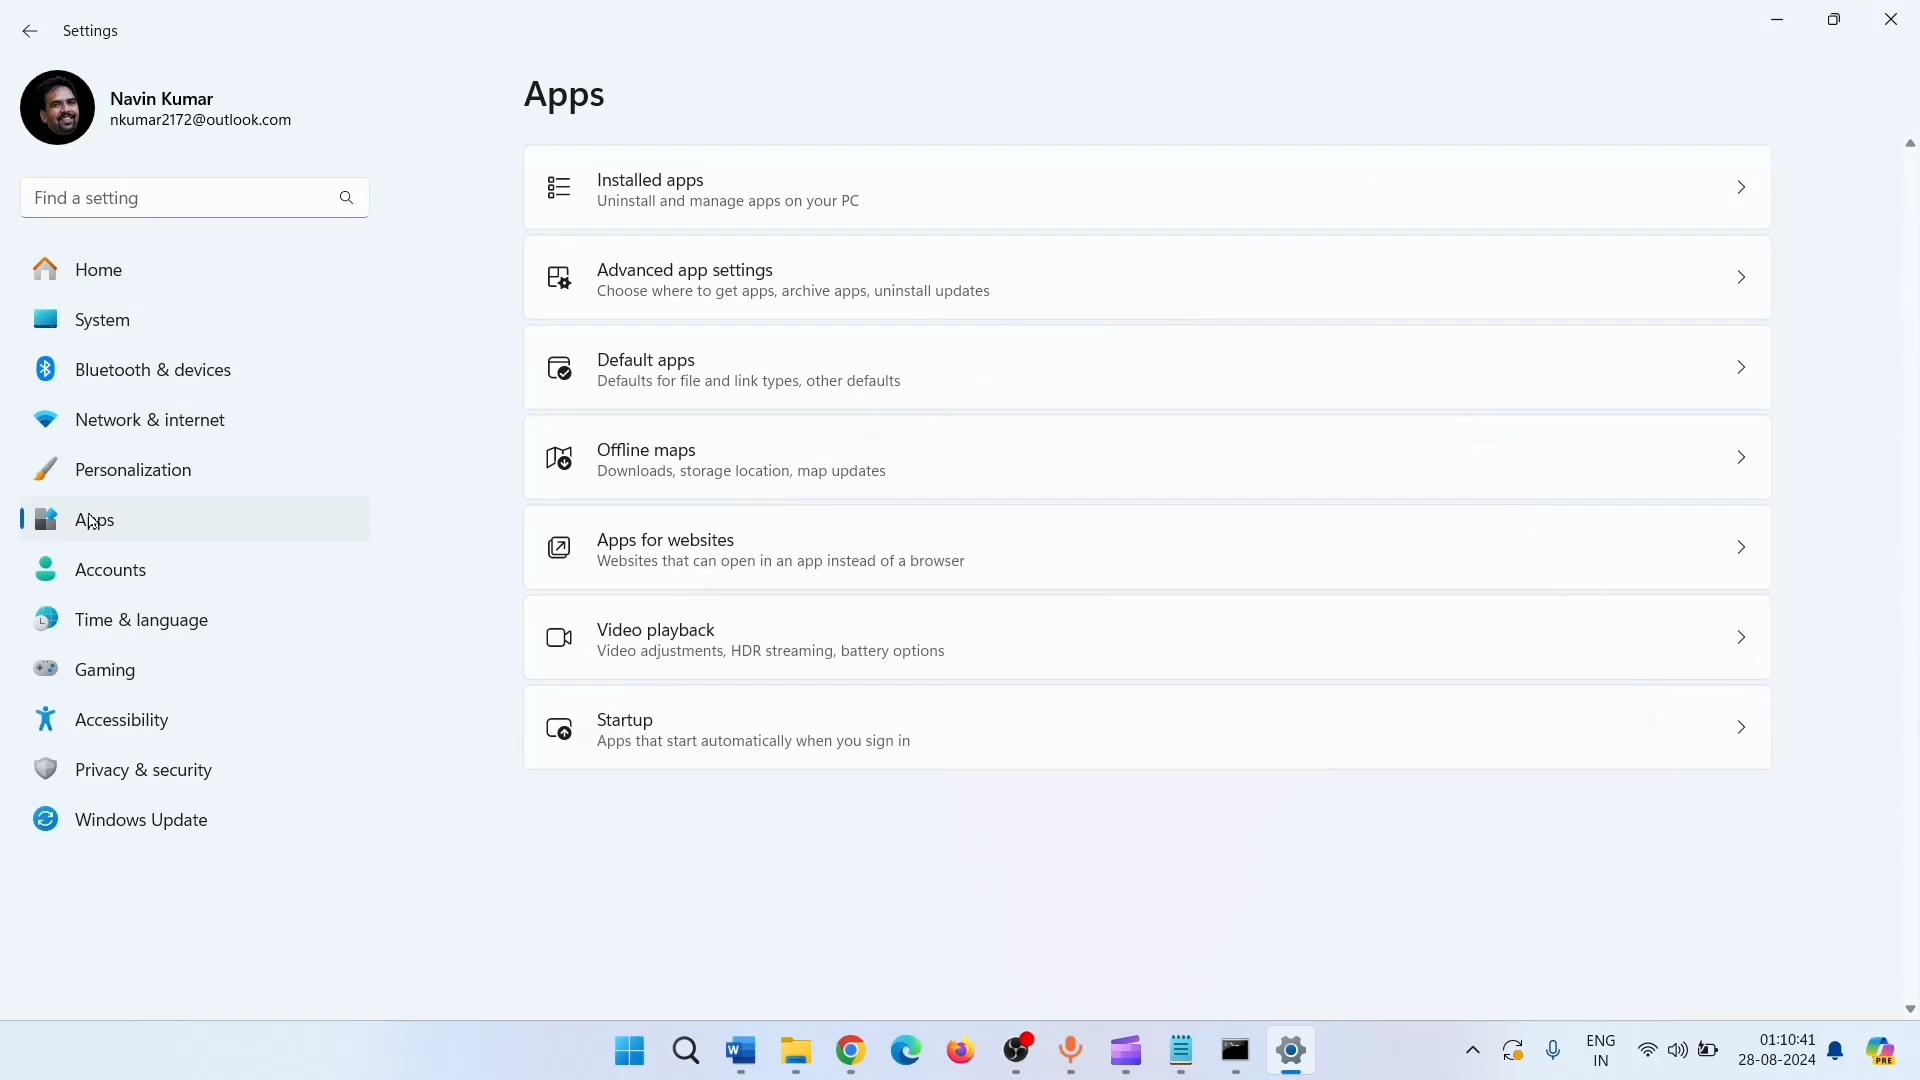 Settings
Navin Kumar
nkumar2172@outlook.com
Find a setting
Home
System
Bluetooth & devices
Network & internet
Personalization
Apps
Accounts
Time & language
Gaming
Accessibility
Privacy & security
Windows Update
Apps
Installed apps
Uninstall and manage apps on your PC
Advanced app settings
Choose where to get apps, archive apps, uninstall updates
Default apps
Defaults for file and link types, other defaults
Offline maps
Downloads, storage location, map updates
Apps for websites
Websites that can open in an app instead of a browser
Video playback
Video adjustments, HDR streaming, battery options
Startup
Apps that start automatically when you sign in
W
ENG
IN
01:10:41
28-08-2024
PRE